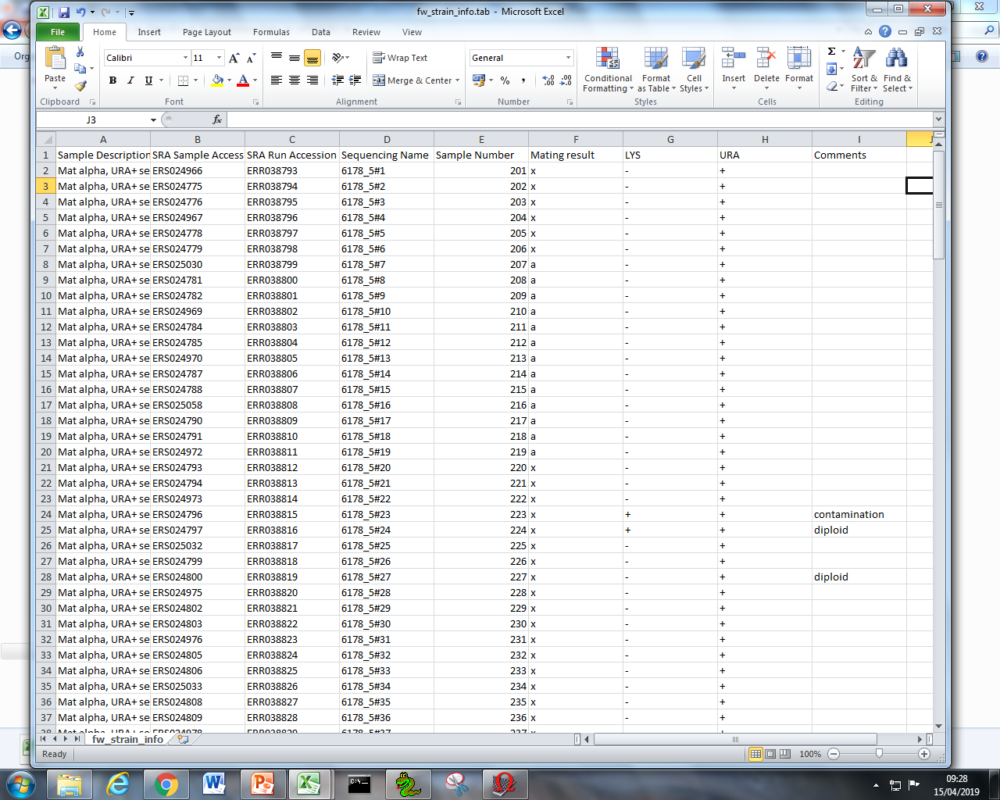 fw_strain_info.tab - Microsoft Excel
File Home Insert Page Layout Formulas Data Review View
Org
Paste Calibri 11 Wrap Text General Conditional Formatting Format as Table Cell Styles Insert Delete Format Sort & Filter Find & Select
B I U Merge & Center %
Clipboard Font Alignment Number Styles Cells Editing
J3 fx
A B C D E F G H I J
1 Sample Description SRA Sample Access SRA Run Accession Sequencing Name Sample Number Mating result LYS URA Comments
2 Mat alpha, URA+ se ERS024966 ERR038793 6178_5#1 201 x - +
3 Mat alpha, URA+ se ERS024775 ERR038794 6178_5#2 202 x - +
4 Mat alpha, URA+ se ERS024776 ERR038795 6178_5#3 203 x - +
5 Mat alpha, URA+ se ERS024967 ERR038796 6178_5#4 204 x - +
6 Mat alpha, URA+ se ERS024778 ERR038797 6178_5#5 205 x - +
7 Mat alpha, URA+ se ERS024779 ERR038798 6178_5#6 206 x - +
8 Mat alpha, URA+ se ERS025030 ERR038799 6178_5#7 207 a - +
9 Mat alpha, URA+ se ERS024781 ERR038800 6178_5#8 208 a - +
10 Mat alpha, URA+ se ERS024782 ERR038801 6178_5#9 209 a - +
11 Mat alpha, URA+ se ERS024969 ERR038802 6178_5#10 210 a - +
12 Mat alpha, URA+ se ERS024784 ERR038803 6178_5#11 211 a - +
13 Mat alpha, URA+ se ERS024785 ERR038804 6178_5#12 212 a - +
14 Mat alpha, URA+ se ERS024970 ERR038805 6178_5#13 213 a - +
15 Mat alpha, URA+ se ERS024787 ERR038806 6178_5#14 214 a - +
16 Mat alpha, URA+ se ERS024788 ERR038807 6178_5#15 215 a - +
17 Mat alpha, URA+ se ERS025058 ERR038808 6178_5#16 216 a - +
18 Mat alpha, URA+ se ERS024790 ERR038809 6178_5#17 217 a - +
19 Mat alpha, URA+ se ERS024791 ERR038810 6178_5#18 218 a - +
20 Mat alpha, URA+ se ERS024972 ERR038811 6178_5#19 219 a - +
21 Mat alpha, URA+ se ERS024793 ERR038812 6178_5#20 220 x - +
22 Mat alpha, URA+ se ERS024794 ERR038813 6178_5#21 221 x - +
23 Mat alpha, URA+ se ERS024973 ERR038814 6178_5#22 222 x - +
24 Mat alpha, URA+ se ERS024796 ERR038815 6178_5#23 223 x + + contamination
25 Mat alpha, URA+ se ERS024797 ERR038816 6178_5#24 224 x + + diploid
26 Mat alpha, URA+ se ERS025032 ERR038817 6178_5#25 225 x - +
27 Mat alpha, URA+ se ERS024799 ERR038818 6178_5#26 226 x - +
28 Mat alpha, URA+ se ERS024800 ERR038819 6178_5#27 227 x - + diploid
29 Mat alpha, URA+ se ERS024975 ERR038820 6178_5#28 228 x - +
30 Mat alpha, URA+ se ERS024802 ERR038821 6178_5#29 229 x - +
31 Mat alpha, URA+ se ERS024803 ERR038822 6178_5#30 230 x - +
32 Mat alpha, URA+ se ERS024976 ERR038823 6178_5#31 231 x - +
33 Mat alpha, URA+ se ERS024805 ERR038824 6178_5#32 232 x - +
34 Mat alpha, URA+ se ERS024806 ERR038825 6178_5#33 233 x - +
35 Mat alpha, URA+ se ERS025033 ERR038826 6178_5#34 234 x - +
36 Mat alpha, URA+ se ERS024808 ERR038827 6178_5#35 235 x - +
37 Mat alpha, URA+ se ERS024809 ERR038828 6178_5#36 236 x - +
38 Mat alpha, URA+ se ERS024978 ERR038829 6178_5#37 237 x - +
fw_strain_info
Ready 100%
09:28
15/04/2019